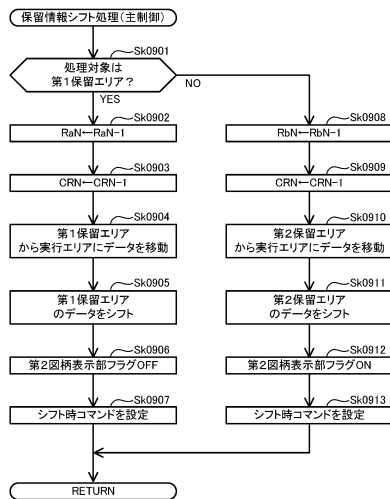 保留情報シフト処理(主制御)
Sk0901
処理対象は
第1保留エリア?
YES
NO
Sk0902
RaN←RaN-1
Sk0903
CRN←CRN-1
Sk0904
第1保留エリア
から実行エリアにデータを移動
Sk0905
第1保留エリア
のデータをシフト
Sk0906
第2図柄表示部フラグOFF
Sk0907
シフト時コマンドを設定
Sk0908
RbN←RbN-1
Sk0909
CRN←CRN-1
Sk0910
第2保留エリア
から実行エリアにデータを移動
Sk0911
第2保留エリア
のデータをシフト
Sk0912
第2図柄表示部フラグON
Sk0913
シフト時コマンドを設定
RETURN